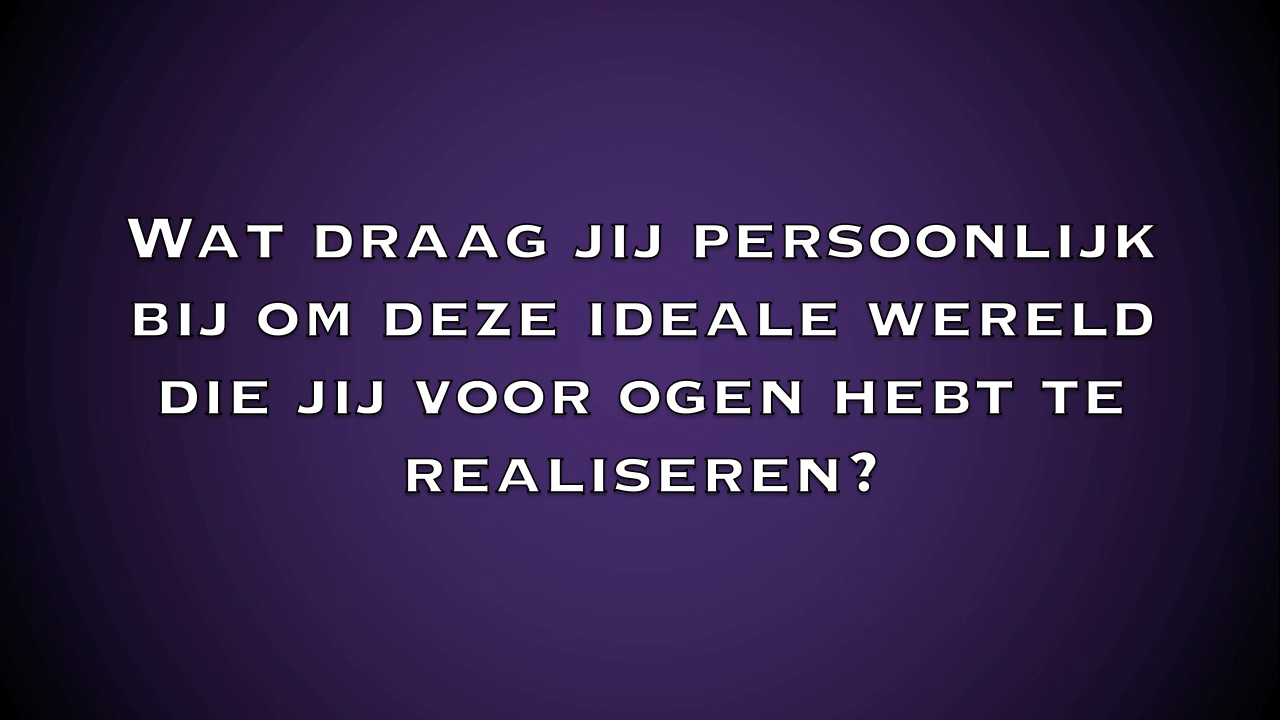 Wat draag jij persoonlijk
bij om deze ideale wereld
die jij voor ogen hebt te
realiseren?